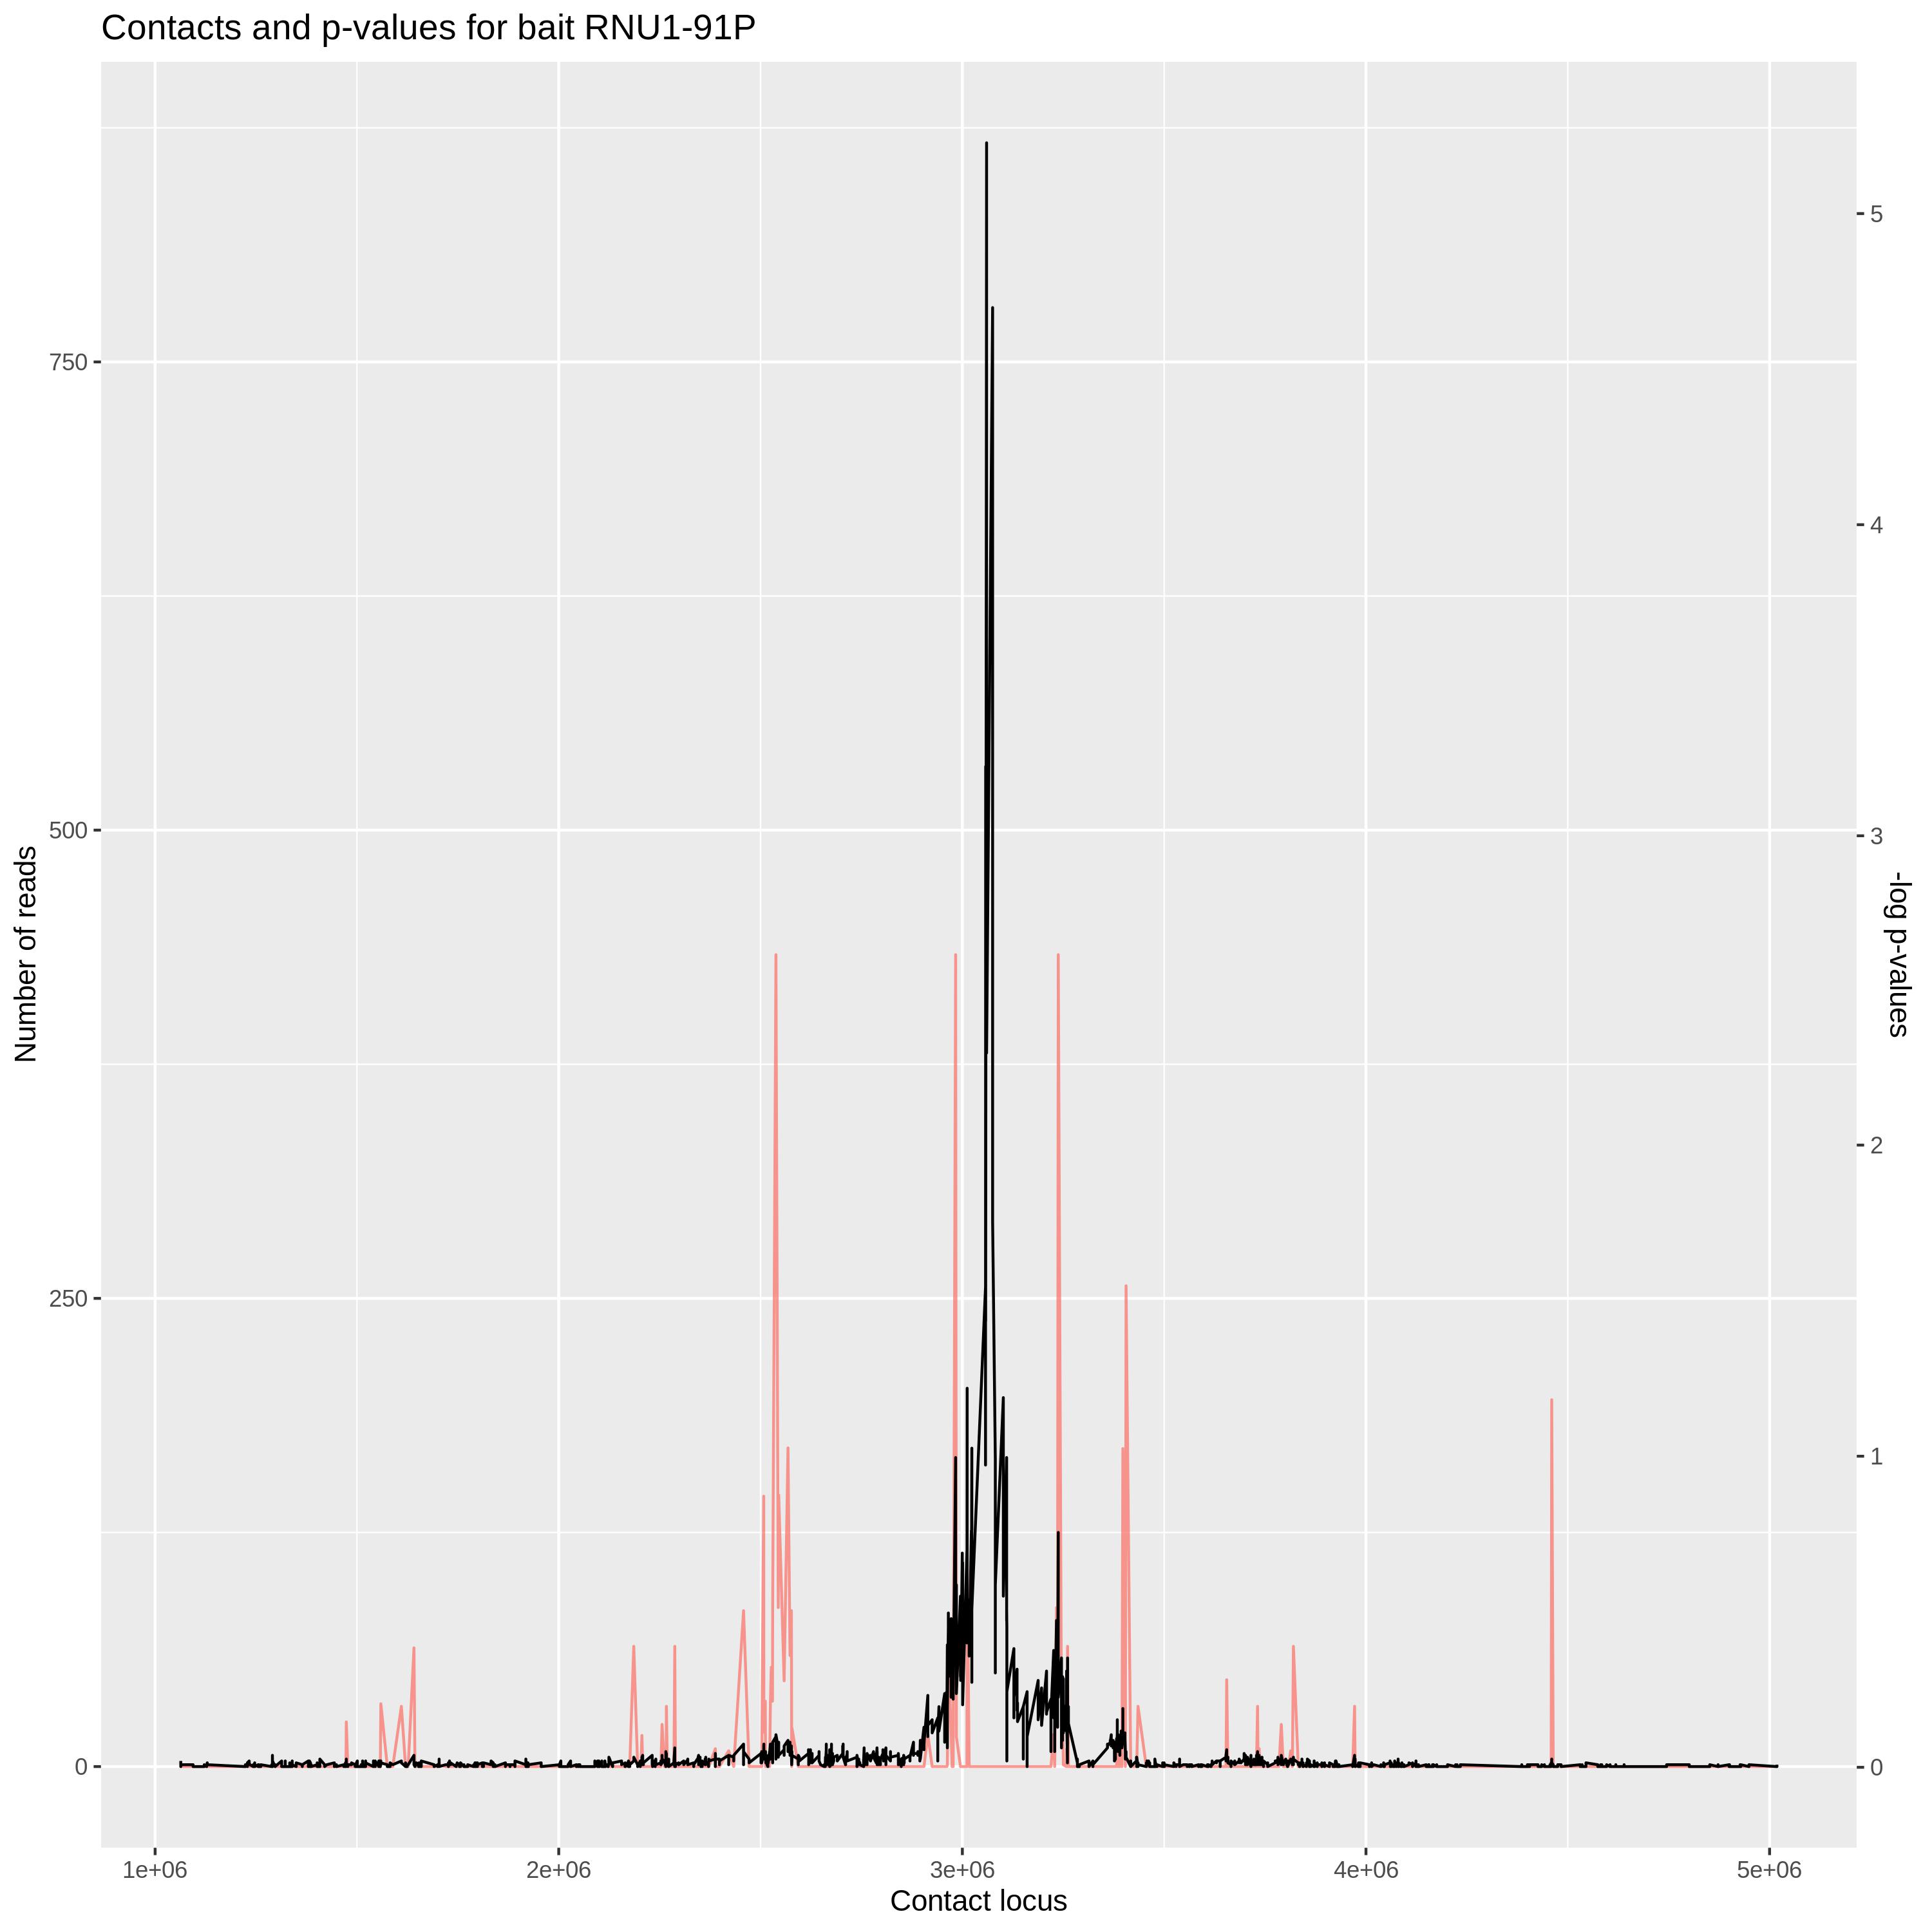 Contacts and p-values for bait RNU1-91P
750
500
250
0
Number of reads
5
4
3
2
1
0
-log p-values
1e+06
2e+06
3e+06
4e+06
5e+06
Contact locus